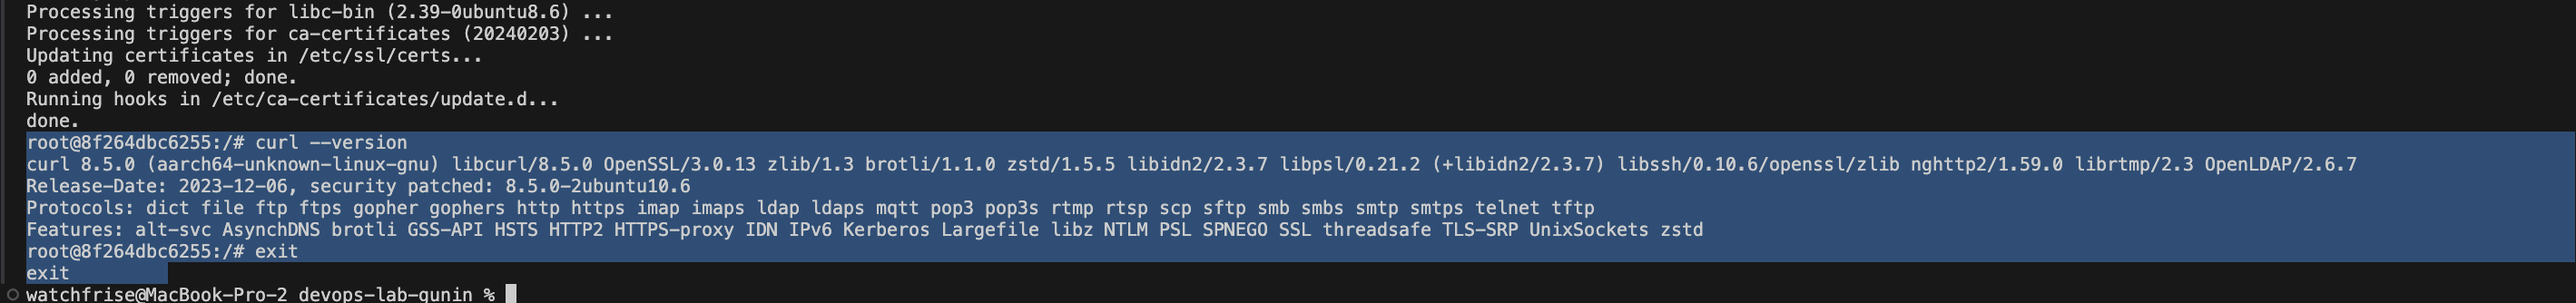 Processing triggers for libc-bin (2.39-0ubuntu8.6) ...
Processing triggers for ca-certificates (20240203) ...
Updating certificates in /etc/ssl/certs...
0 added, 0 removed; done.
Running hooks in /etc/ca-certificates/update.d...
done.
root@8f264dbc6255:/# curl --version
curl 8.5.0 (aarch64-unknown-linux-gnu) libcurl/8.5.0 OpenSSL/3.0.13 zlib/1.3 brotli/1.1.0 zstd/1.5.5 libidn2/2.3.7 libpsl/0.21.2 (+libidn2/2.3.7) libssh/0.10.6/openssl/zlib nghttp2/1.59.0 librtmp/2.3 OpenLDAP/2.6.7
Release-Date: 2023-12-06, security patched: 8.5.0-2ubuntu10.6
Protocols: dict file ftp ftps gopher gophers http https imap imaps ldap ldaps mqtt pop3 pop3s rtmp rtsp scp sftp smb smbs smtp smtps telnet tftp
Features: alt-svc AsynchDNS brotli GSS-API HSTS HTTP2 HTTPS-proxy IDN IPv6 Kerberos Largefile libz NTLM PSL SPNEGO SSL threadsafe TLS-SRP UnixSockets zstd
root@8f264dbc6255:/# exit
exit
watchfrise@MacBook-Pro-2 devops-lab-gunin %